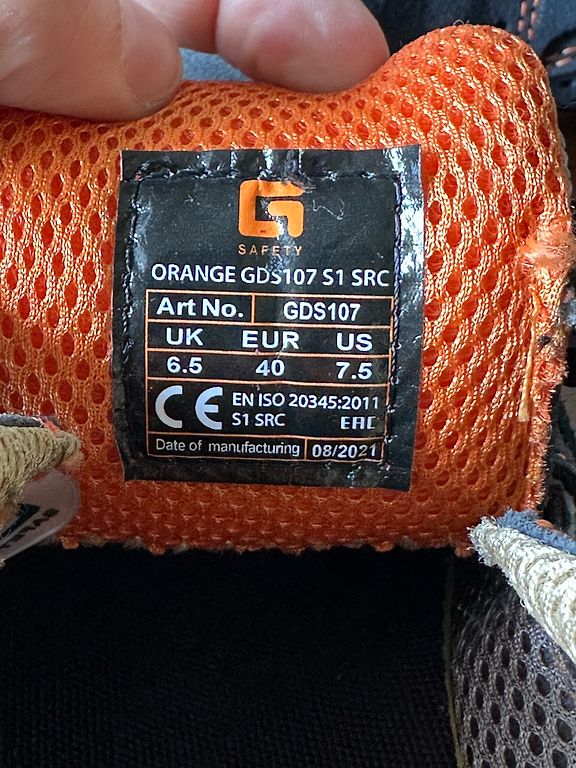 G
SAFETY
ORANGE GDS107 S1 SRC
Art No. GDS107
UK EUR US
6.5 40 7.5
CE EN ISO 20345:2011
S1 SRC EAC
Date of manufacturing 08/2021